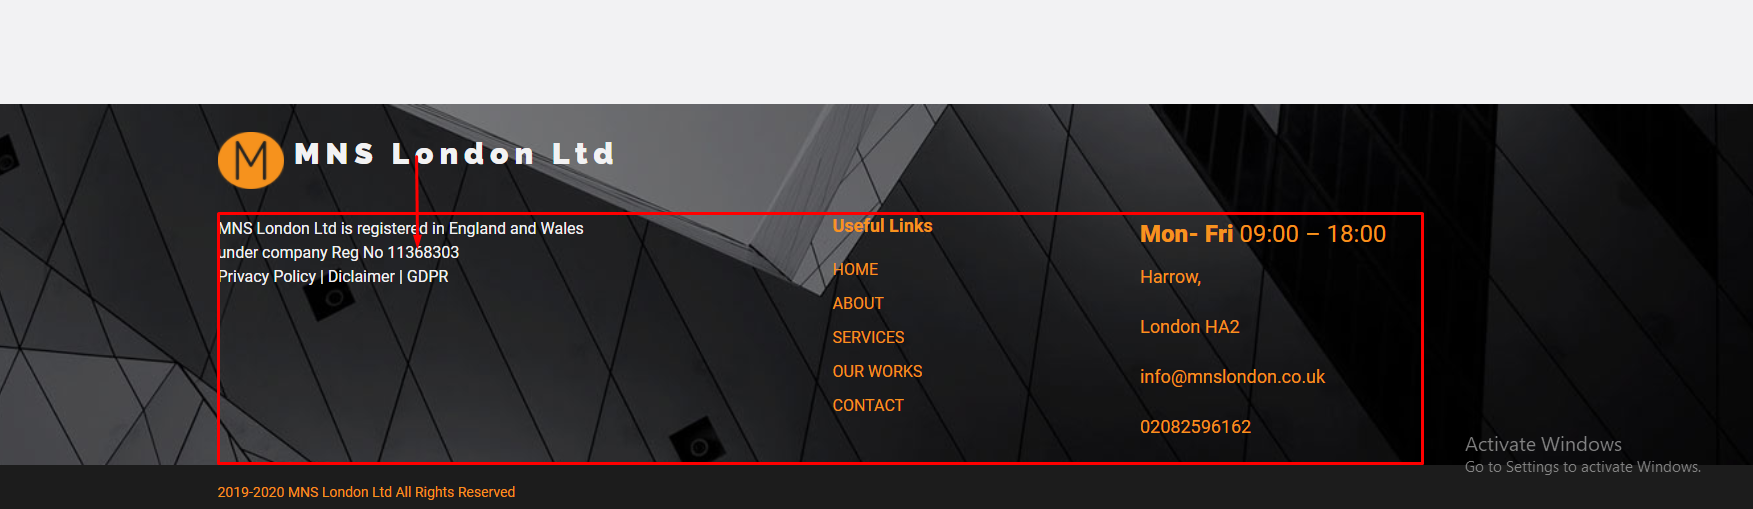 M MNS London Ltd
MNS London Ltd is registered in England and Wales
under company Reg No 11368303
Privacy Policy | Diclaimer | GDPR
Useful Links
HOME
ABOUT
SERVICES
OUR WORKS
CONTACT
Mon- Fri 09:00 – 18:00
Harrow,
London HA2
info@mnslondon.co.uk
02082596162
Activate Windows
Go to Settings to activate Windows.
2019-2020 MNS London Ltd All Rights Reserved